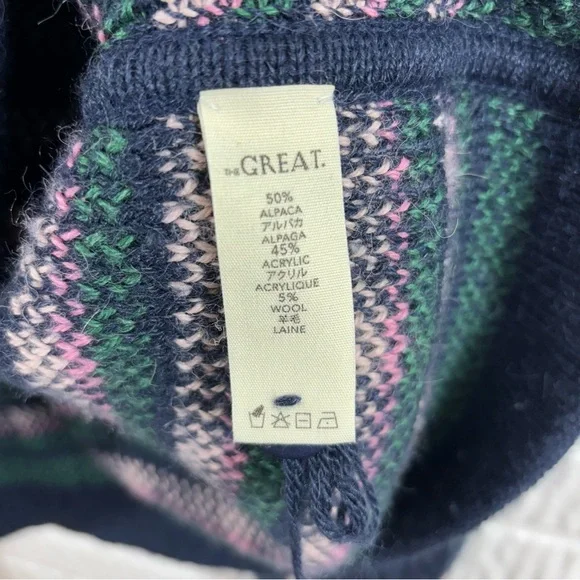 THE GREAT.
50%
ALPACA
アルパカ
ALPAGA
45%
ACRYLIC
アクリル
ACRYLIQUE
5%
WOOL
羊毛
LAINE